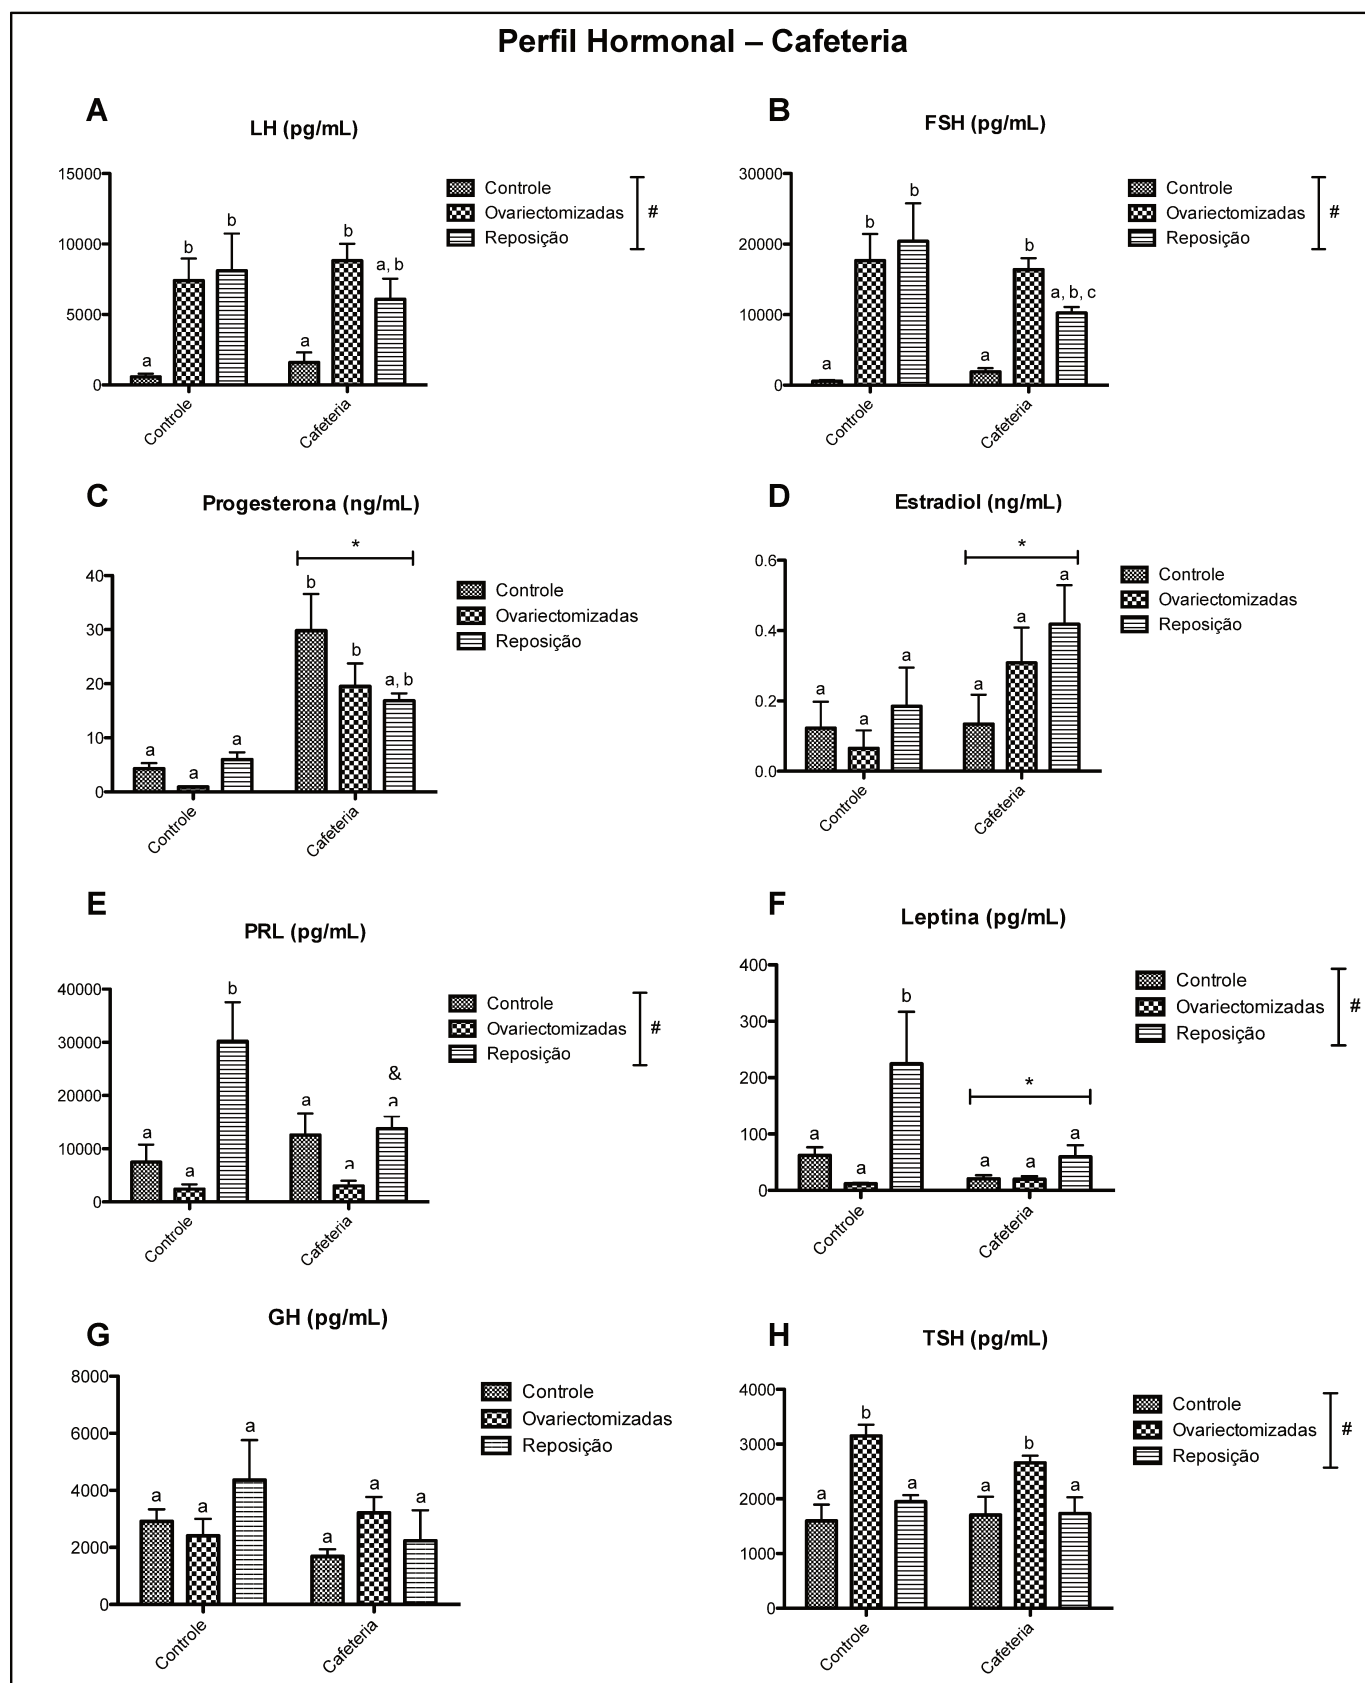 Perfil Hormonal – Cafeteria
A
LH (pg/mL)
15000
10000
5000
0
a
b
b
a
b
a, b
Controle
Cafeteria
Controle
Ovariectomizadas
Reposição
#
B
FSH (pg/mL)
30000
20000
10000
0
a
b
b
a
b
a, b, c
Controle
Cafeteria
Controle
Ovariectomizadas
Reposição
#
C
Progesterona (ng/mL)
40
30
20
10
0
a
a
a
*
b
b
a, b
Controle
Cafeteria
Controle
Ovariectomizadas
Reposição
D
Estradiol (ng/mL)
0.6
0.4
0.2
0.0
a
a
a
*
a
a
a
Controle
Cafeteria
Controle
Ovariectomizadas
Reposição
E
PRL (pg/mL)
40000
30000
20000
10000
0
a
a
b
a
a
&
a
Controle
Cafeteria
Controle
Ovariectomizadas
Reposição
#
F
Leptina (pg/mL)
400
300
200
100
0
a
a
b
*
a
a
a
Controle
Cafeteria
Controle
Ovariectomizadas
Reposição
#
G
GH (pg/mL)
8000
6000
4000
2000
0
a
a
a
a
a
a
Controle
Cafeteria
Controle
Ovariectomizadas
Reposição
H
TSH (pg/mL)
4000
3000
2000
1000
0
a
b
a
a
b
a
Controle
Cafeteria
Controle
Ovariectomizadas
Reposição
#